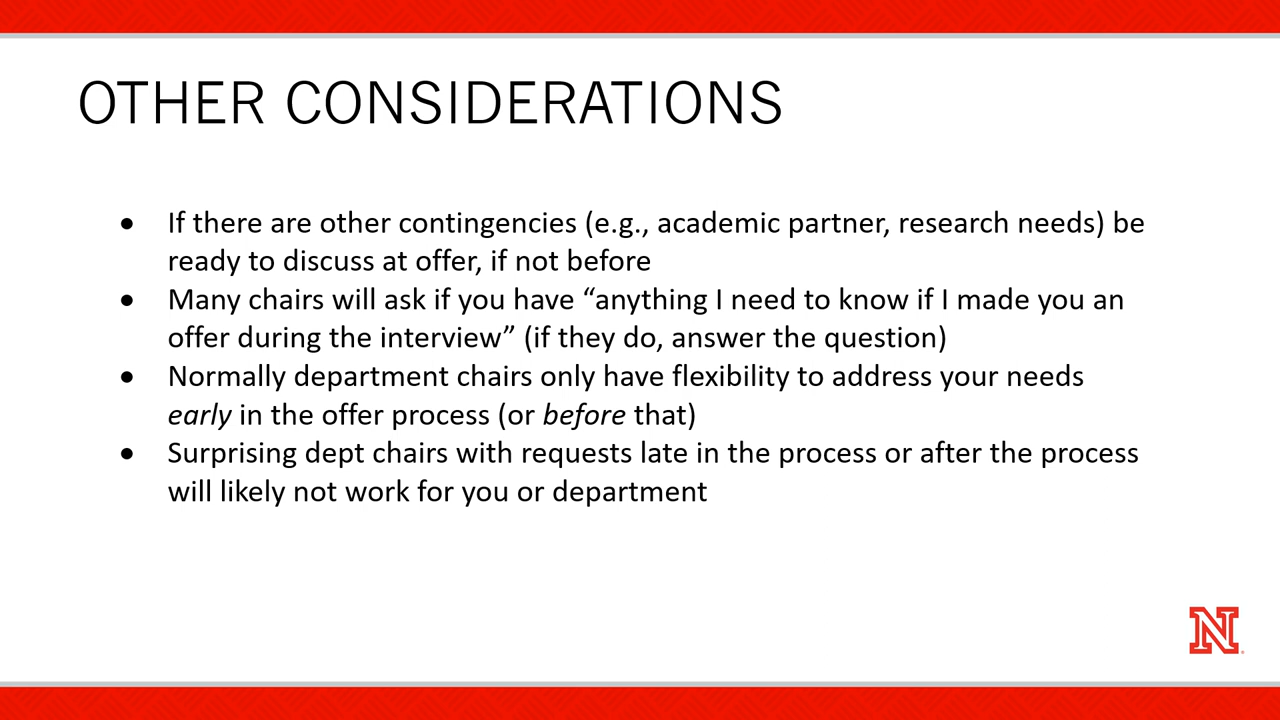 OTHER CONSIDERATIONS
● If there are other contingencies (e.g., academic partner, research needs) be
ready to discuss at offer, if not before
● Many chairs will ask if you have “anything I need to know if I made you an
offer during the interview” (if they do, answer the question)
● Normally department chairs only have flexibility to address your needs
early in the offer process (or before that)
● Surprising dept chairs with requests late in the process or after the process
will likely not work for you or department
N